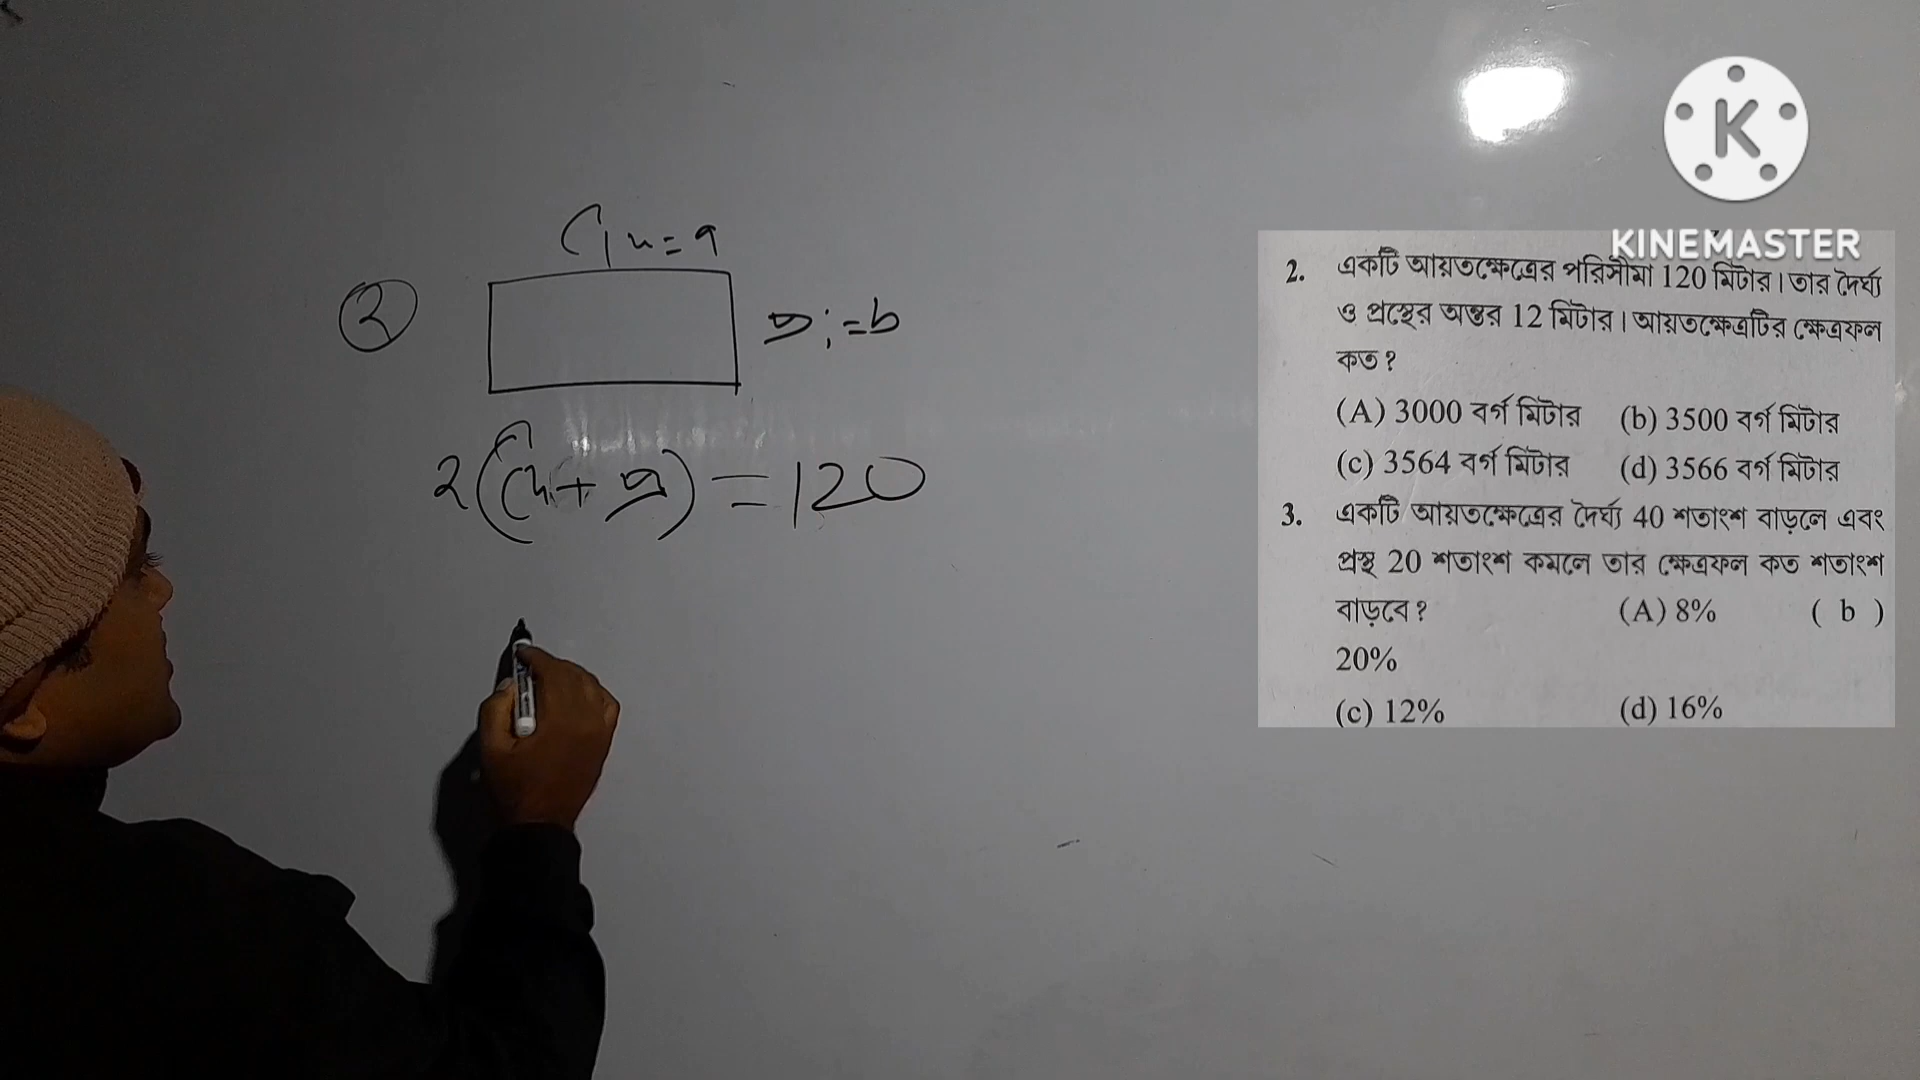 দৈ = a
২
প্র: = b
2(দৈ + প্র) = 120
KINEMASTER
2. একটি আয়তক্ষেত্রের পরিসীমা 120 মিটার। তার দৈর্ঘ্য
ও প্রস্থের অন্তর 12 মিটার। আয়তক্ষেত্রটির ক্ষেত্রফল
কত ?
(A) 3000 বর্গ মিটার (b) 3500 বর্গ মিটার
(c) 3564 বর্গ মিটার (d) 3566 বর্গ মিটার
3. একটি আয়তক্ষেত্রের দৈর্ঘ্য 40 শতাংশ বাড়লে এবং
প্রস্থ 20 শতাংশ কমলে তার ক্ষেত্রফল কত শতাংশ
বাড়বে ? (A) 8% ( b )
20%
(c) 12% (d) 16%